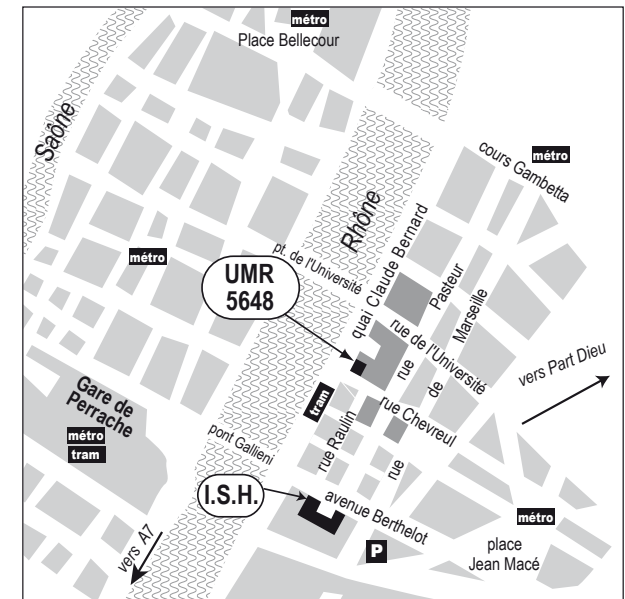 métro
Place Bellecour
Saône
cours Gambetta
métro
Rhône
métro
pt. de l'Université
quai Claude Bernard
UMR
5648
Pasteur
Marseille
rue de l'Université
rue
de
vers Part Dieu
Gare de
Perrache
métro
tram
tram
rue Chevreul
pont Gallieni
rue Raulin
rue
I.S.H.
avenue Berthelot
métro
vers A7
P
place
Jean Macé